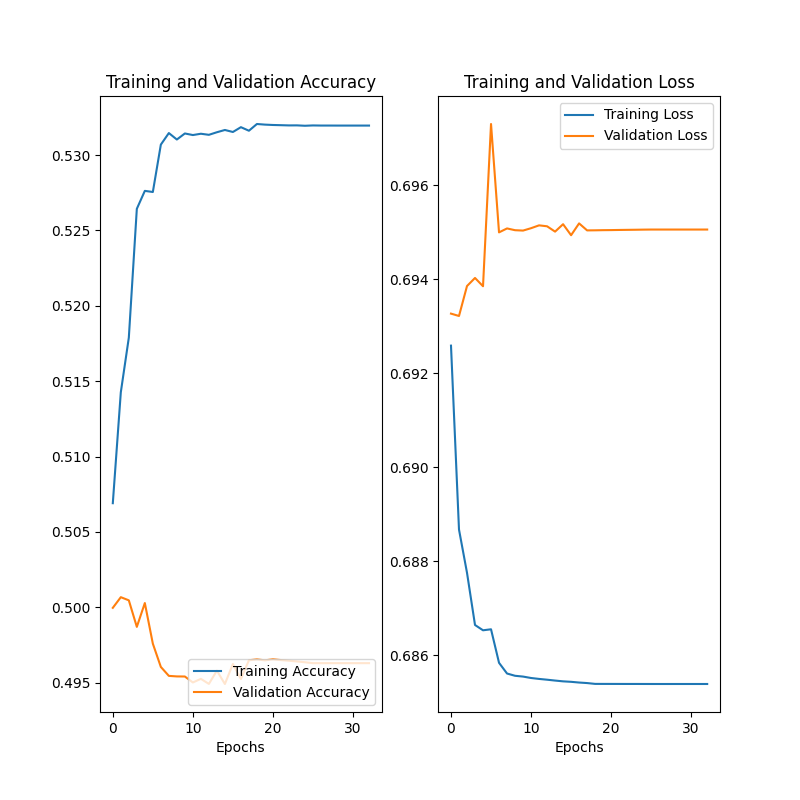 Training and Validation Accuracy
0.530
0.525
0.520
0.515
0.510
0.505
0.500
0.495
Training Accuracy
Validation Accuracy
0 10 20 30
Epochs
Training and Validation Loss
Training Loss
Validation Loss
0.696
0.694
0.692
0.690
0.688
0.686
0 10 20 30
Epochs